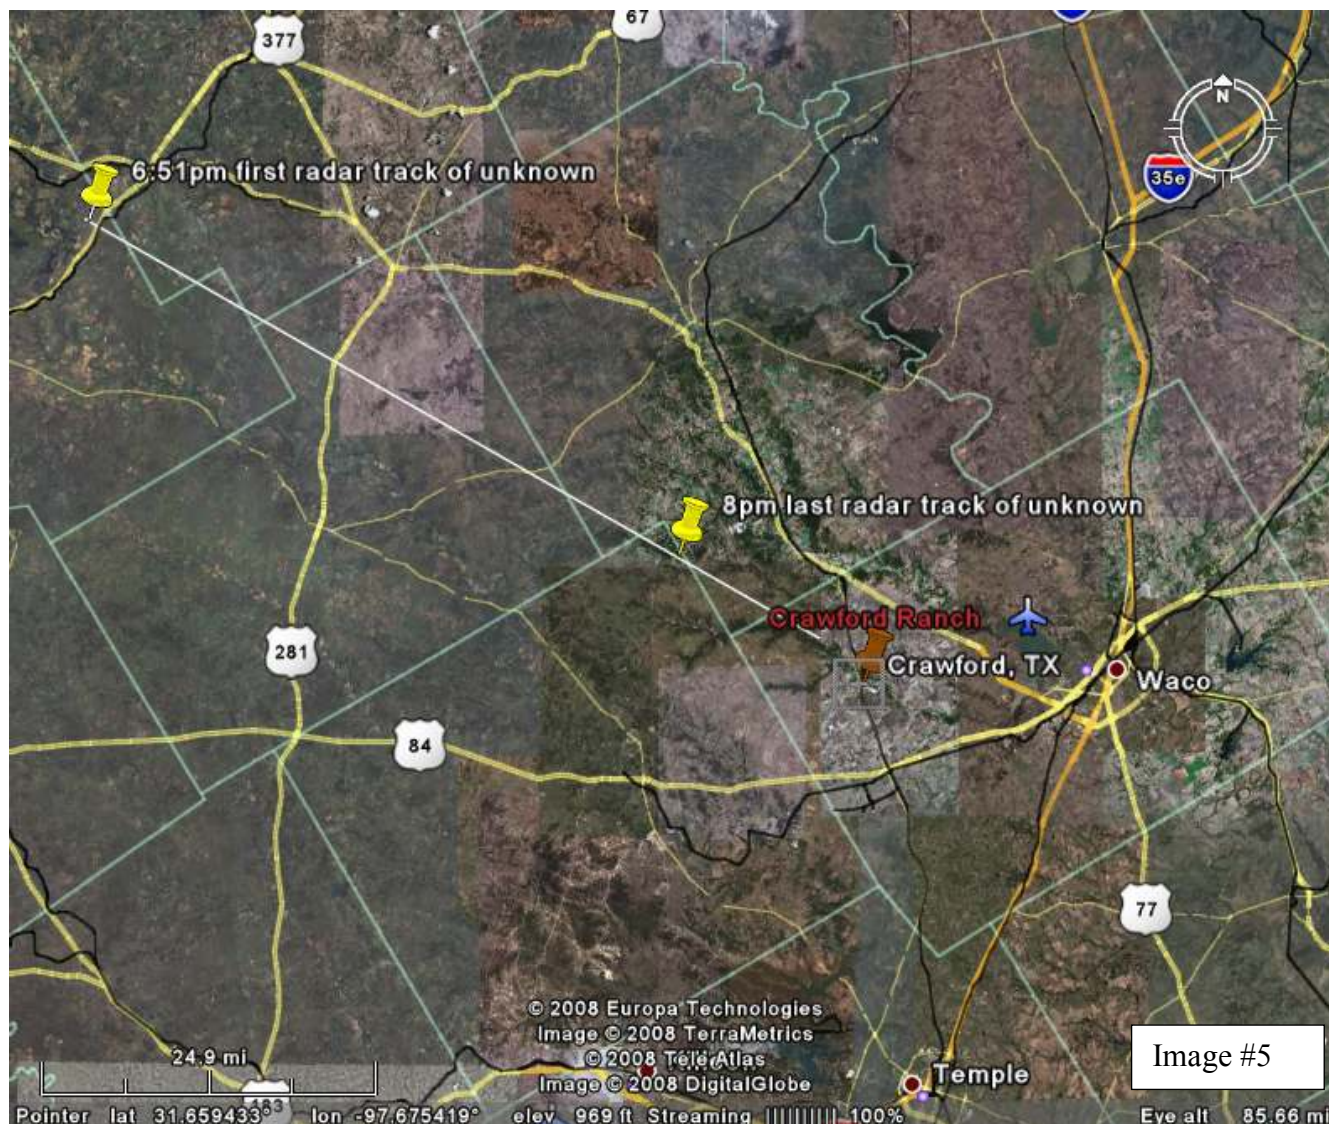 67
377
N
6:51pm first radar track of unknown
35e
8pm last radar track of unknown
Crawford Ranch
Crawford, TX
Waco
281
84
77
© 2008 Europa Technologies
Image © 2008 TerraMetrics
© 2008 Tele Atlas
Image © 2008 DigitalGlobe
Temple
Image #5
24.9 mi
Pointer lat 31.659433° lon -97.675419° elev 969 ft Streaming |||||||||| 100% Eye alt 85.66 mi